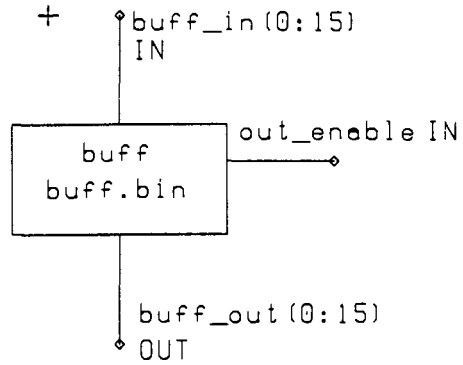 +
buff_in(0:15)
IN
out_enable IN
buff
buff.bin
buff_out(0:15)
OUT